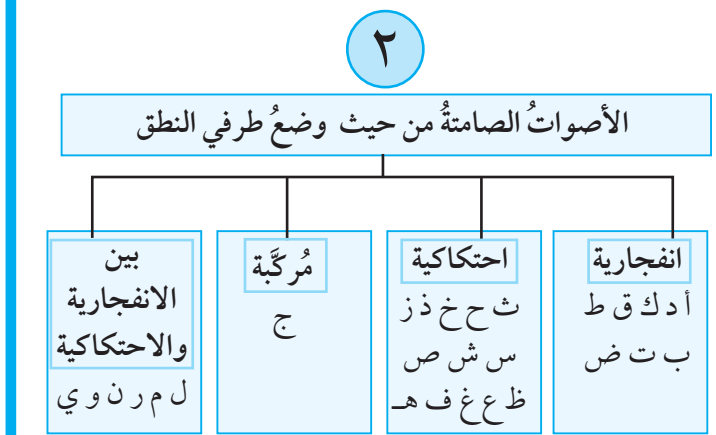 ٢
الأصواتُ الصامتةُ من حيث وضعُ طرفي النطق
انفجارية
أ د ك ق ط
ب ت ض
احتكاكية
ث ح خ ذ ز
س ش ص
ظ ع غ ف هـ
مُركَّبة
ج
بين
الانفجارية
والاحتكاكية
ل م ر ن و ي